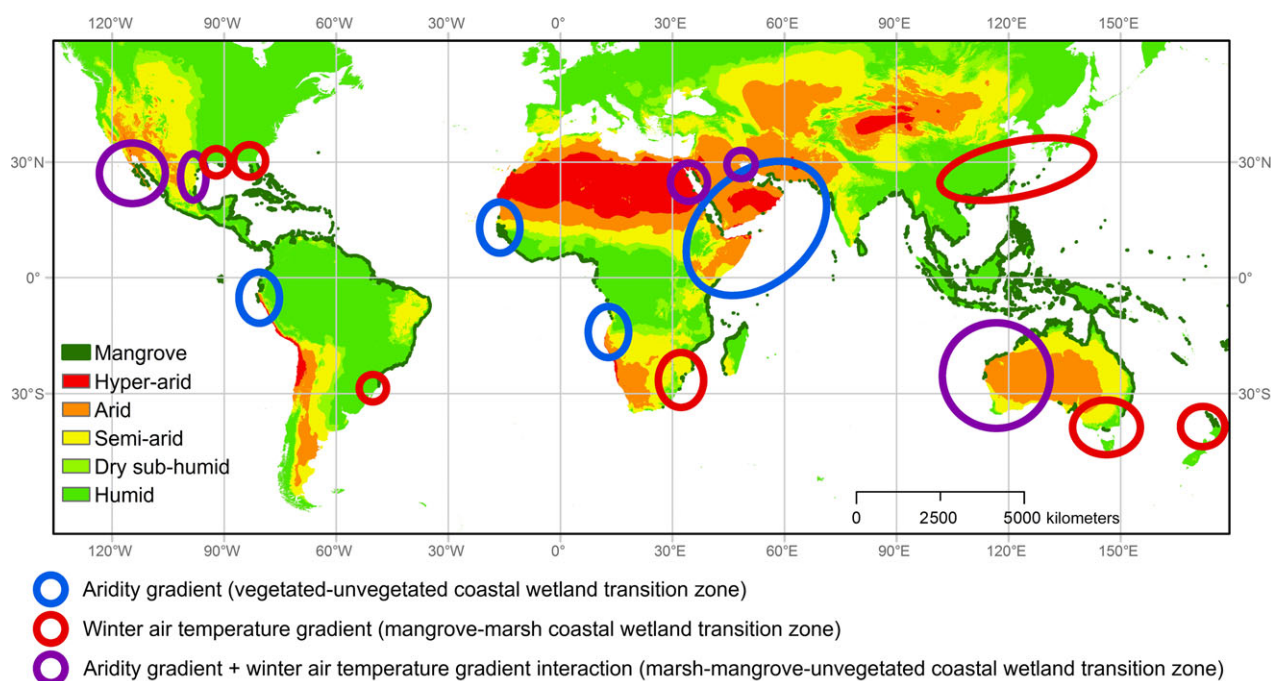 120°W 90°W 60°W 30°W 0° 30°E 60°E 90°E 120°E 150°E
30°N 30°N
0° 0°
30°S 30°S
Mangrove
Hyper-arid
Arid
Semi-arid
Dry sub-humid
Humid
0 2500 5000 kilometers
120°W 90°W 60°W 30°W 0° 30°E 60°E 90°E 120°E 150°E
Aridity gradient (vegetated-unvegetated coastal wetland transition zone)
Winter air temperature gradient (mangrove-marsh coastal wetland transition zone)
Aridity gradient + winter air temperature gradient interaction (marsh-mangrove-unvegetated coastal wetland transition zone)